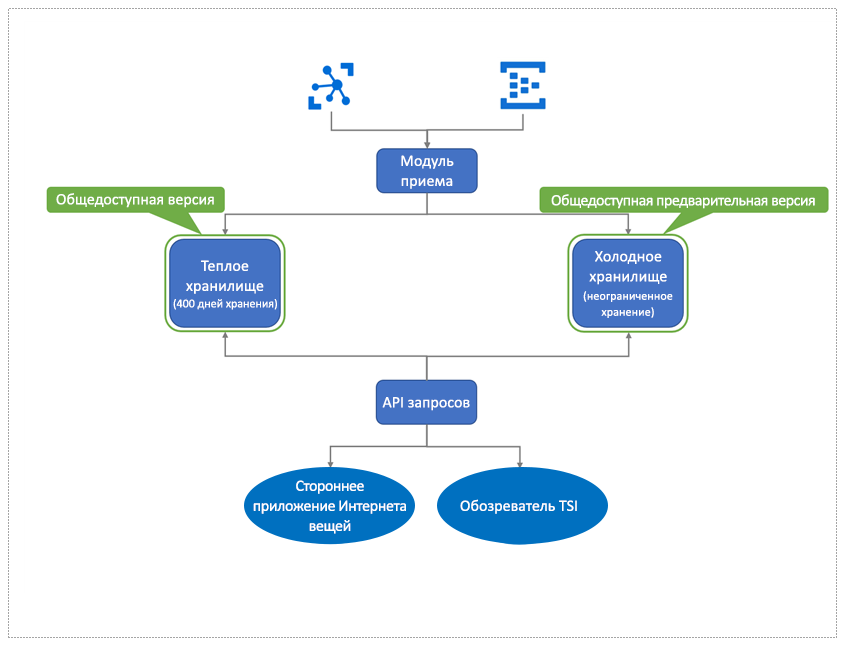 Модуль
приема
Общедоступная версия
Общедоступная предварительная версия
Теплое
хранилище
(400 дней хранения)
Холодное
хранилище
(неограниченное
хранение)
API запросов
Стороннее
приложение Интернета
вещей
Обозреватель TSI